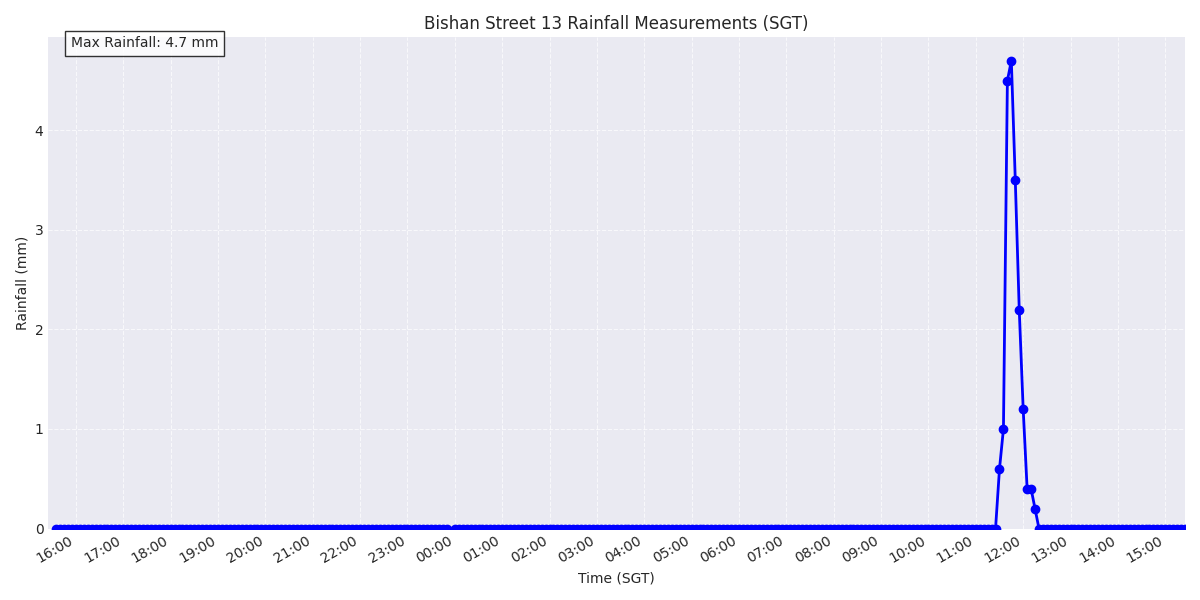 Bishan Street 13 Rainfall Measurements (SGT)
Max Rainfall: 4.7 mm
Rainfall (mm)
4
3
2
1
0
16:00 17:00 18:00 19:00 20:00 21:00 22:00 23:00 00:00 01:00 02:00 03:00 04:00 05:00 06:00 07:00 08:00 09:00 10:00 11:00 12:00 13:00 14:00 15:00
Time (SGT)